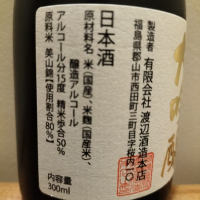 製造者 有限会社 渡辺酒造本店
福島県郡山市西田町三町目字桜内一〇
日本酒
原材料名 米(国産)、米麹(国産米)、
醸造アルコール
アルコール分15度 精米歩合50%
原料米 美山錦【使用割合80%】
内容量
300ml
吟醸